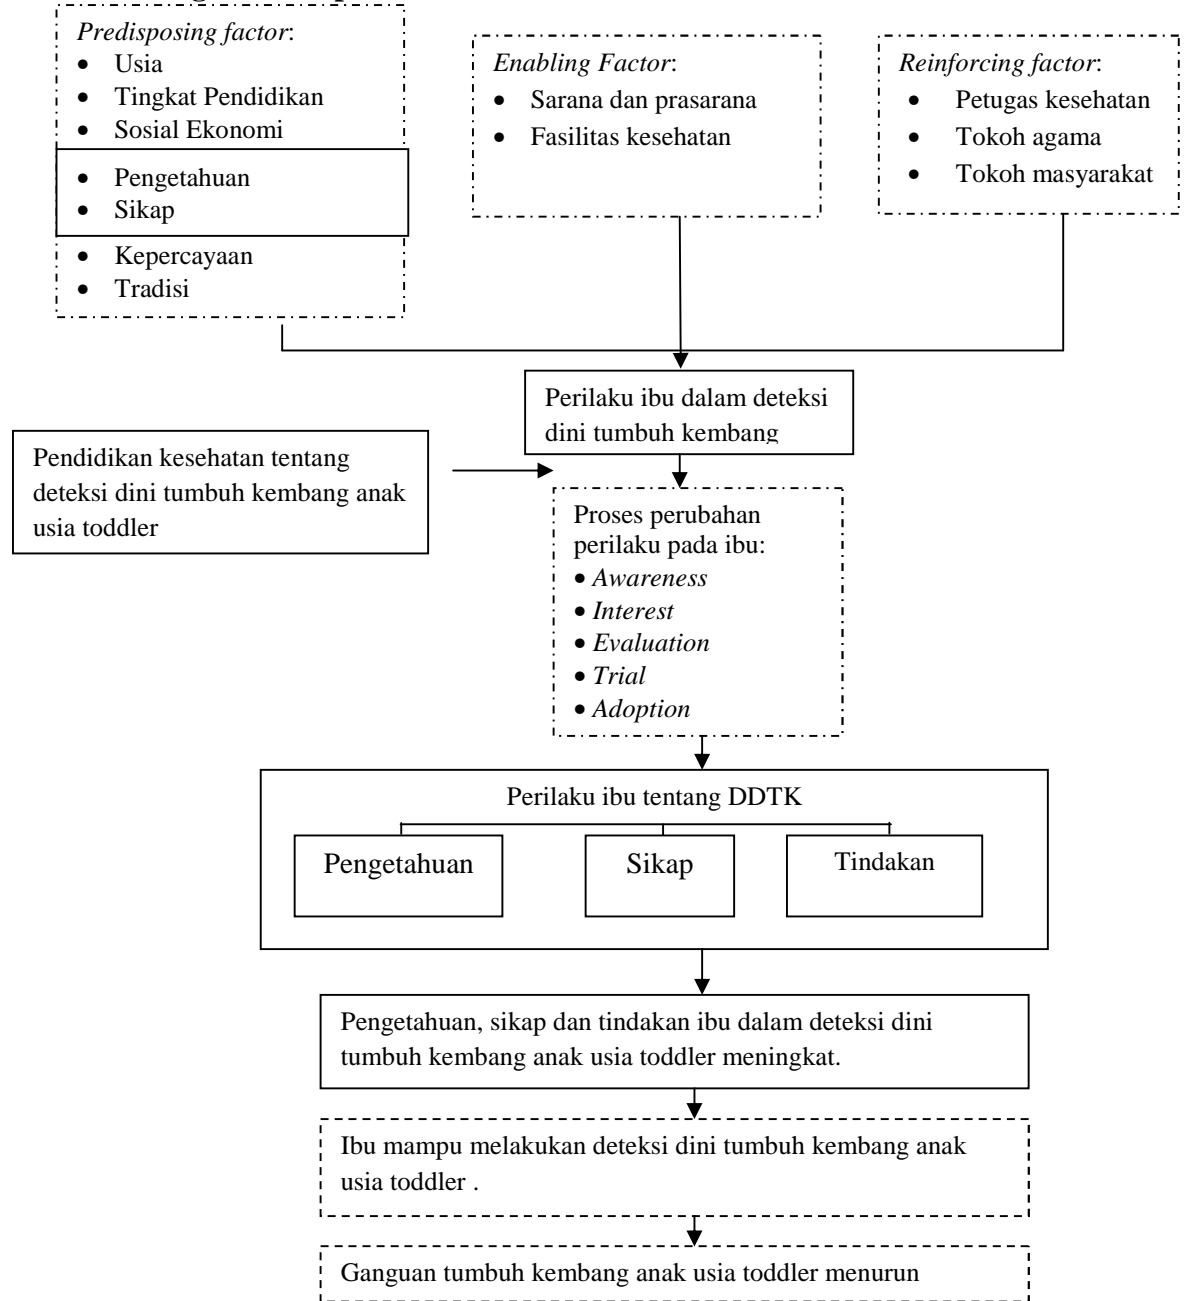 Predisposing factor:
• Usia
• Tingkat Pendidikan
• Sosial Ekonomi
• Pengetahuan
• Sikap
• Kepercayaan
• Tradisi
Enabling Factor:
• Sarana dan prasarana
• Fasilitas kesehatan
Reinforcing factor:
• Petugas kesehatan
• Tokoh agama
• Tokoh masyarakat
Perilaku ibu dalam deteksi
dini tumbuh kembang
Pendidikan kesehatan tentang
deteksi dini tumbuh kembang anak
usia toddler
Proses perubahan
perilaku pada ibu:
• Awareness
• Interest
• Evaluation
• Trial
• Adoption
Perilaku ibu tentang DDTK
Pengetahuan
Sikap
Tindakan
Pengetahuan, sikap dan tindakan ibu dalam deteksi dini
tumbuh kembang anak usia toddler meningkat.
Ibu mampu melakukan deteksi dini tumbuh kembang anak
usia toddler .
Ganguan tumbuh kembang anak usia toddler menurun